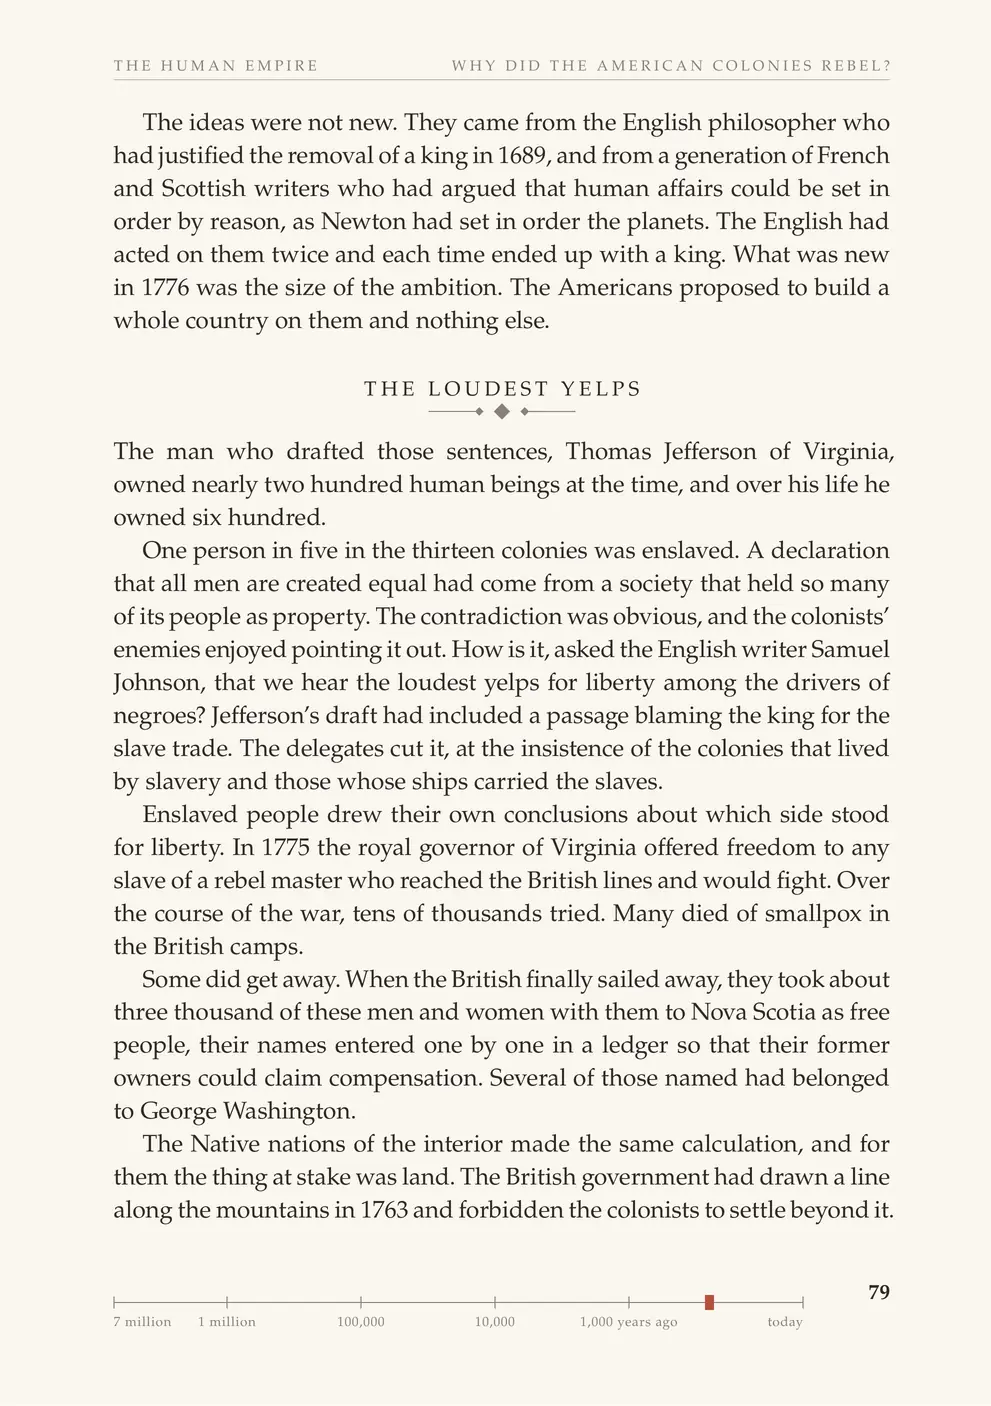 THE HUMAN EMPIRE
WHY DID THE AMERICAN COLONIES REBEL?
The ideas were not new. They came from the English philosopher who
had justified the removal of a king in 1689, and from a generation of French
and Scottish writers who had argued that human affairs could be set in
order by reason, as Newton had set in order the planets. The English had
acted on them twice and each time ended up with a king. What was new
in 1776 was the size of the ambition. The Americans proposed to build a
whole country on them and nothing else.
THE LOUDEST YELPS
The man who drafted those sentences, Thomas Jefferson of Virginia,
owned nearly two hundred human beings at the time, and over his life he
owned six hundred.
One person in five in the thirteen colonies was enslaved. A declaration
that all men are created equal had come from a society that held so many
of its people as property. The contradiction was obvious, and the colonists’
enemies enjoyed pointing it out. How is it, asked the English writer Samuel
Johnson, that we hear the loudest yelps for liberty among the drivers of
negroes? Jefferson’s draft had included a passage blaming the king for the
slave trade. The delegates cut it, at the insistence of the colonies that lived
by slavery and those whose ships carried the slaves.
Enslaved people drew their own conclusions about which side stood
for liberty. In 1775 the royal governor of Virginia offered freedom to any
slave of a rebel master who reached the British lines and would fight. Over
the course of the war, tens of thousands tried. Many died of smallpox in
the British camps.
Some did get away. When the British finally sailed away, they took about
three thousand of these men and women with them to Nova Scotia as free
people, their names entered one by one in a ledger so that their former
owners could claim compensation. Several of those named had belonged
to George Washington.
The Native nations of the interior made the same calculation, and for
them the thing at stake was land. The British government had drawn a line
along the mountains in 1763 and forbidden the colonists to settle beyond it.
79
7 million
1 million
100,000
10,000
1,000 years ago
today